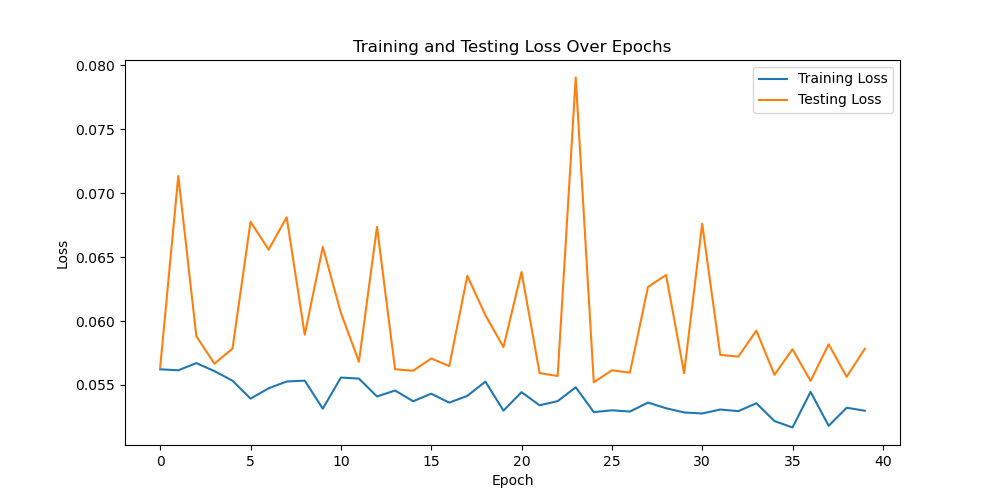 Training and Testing Loss Over Epochs
0.080
0.075
0.070
0.065
0.060
0.055
Loss
Training Loss
Testing Loss
0 5 10 15 20 25 30 35 40
Epoch